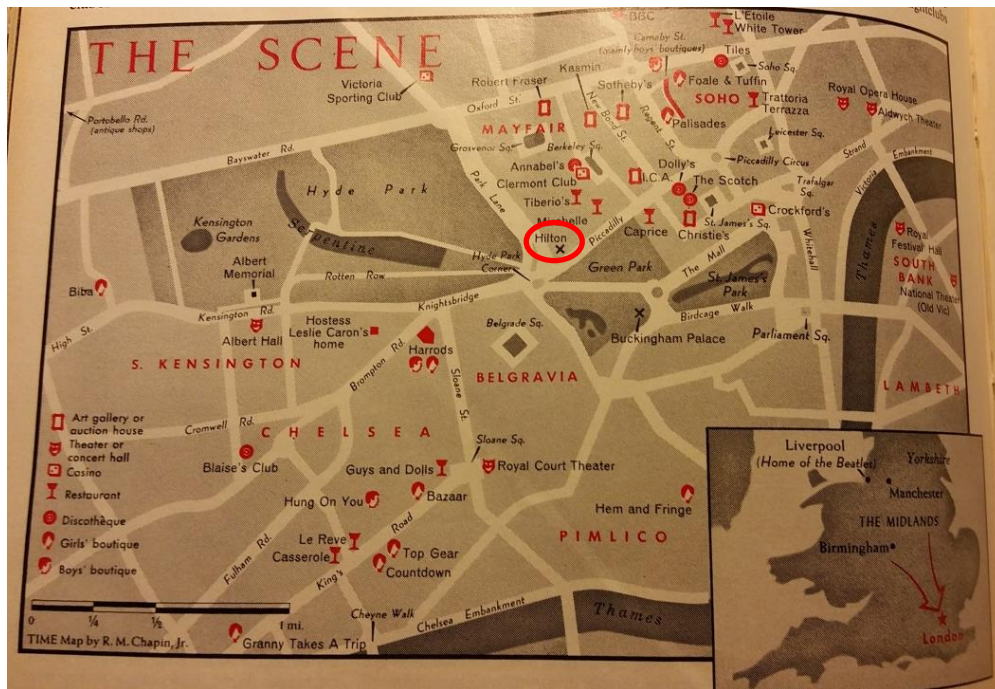 THE SCENE
BBC
L'Etoile
White Tower
Carnaby St.
(mainly boys' boutiques)
Tiles
Soho Sq.
Victoria
Sporting Club
Robert Fraser
Kasmin
Sotheby's
Foale & Tuffin
Oxford St.
New Bond St.
Regent St.
SOHO
Trattoria
Terrazza
Royal Opera House
Aldwych Theater
Portobello Rd.
(antique shops)
MAYFAIR
Palisades
Leicester Sq.
Grosvenor Sq.
Berkeley Sq.
Bayswater Rd.
Park Lane
Annabel's
Clermont Club
Dolly's
Piccadilly Circus
Strand
Embankment
Victoria
I.C.A.
The Scotch
Trafalgar
Sq.
Hyde Park
Tiberio's
Mirabelle
St. James's Sq.
Crockford's
Kensington
Gardens
Serpentine
Hilton
Piccadilly
Caprice
Christie's
Whitehall
Thames
Royal
Festival Hall
SOUTH
BANK
National Theater
(Old Vic)
Albert
Memorial
Hyde Park
Corner
Green Park
The Mall
St. James's
Park
Rotten Row
Biba
Knightsbridge
Birdcage Walk
High St.
Kensington Rd.
Albert Hall
Hostess
Leslie Caron's
home
Belgrade Sq.
Buckingham Palace
Parliament Sq.
Harrods
Brompton Rd.
S. KENSINGTON
BELGRAVIA
LAMBETH
Sloane St.
Cromwell Rd.
CHELSEA
Sloane Sq.
Blaise's Club
Guys and Dolls
Royal Court Theater
Hung On You
Bazaar
Hem and Fringe
PIMLICO
Fulham Rd.
King's Road
Le Reve
Casserole
Top Gear
Countdown
Cheyne Walk
Chelsea Embankment
Thames
Granny Takes A Trip
Art gallery or
auction house
Theater or
concert hall
Casino
Restaurant
Discothèque
Girls' boutique
Boys' boutique
0 ¼ ½ 1 mi.
TIME Map by R. M. Chapin, Jr.
Liverpool
(Home of the Beatles)
Yorkshire
Manchester
THE MIDLANDS
Birmingham
London